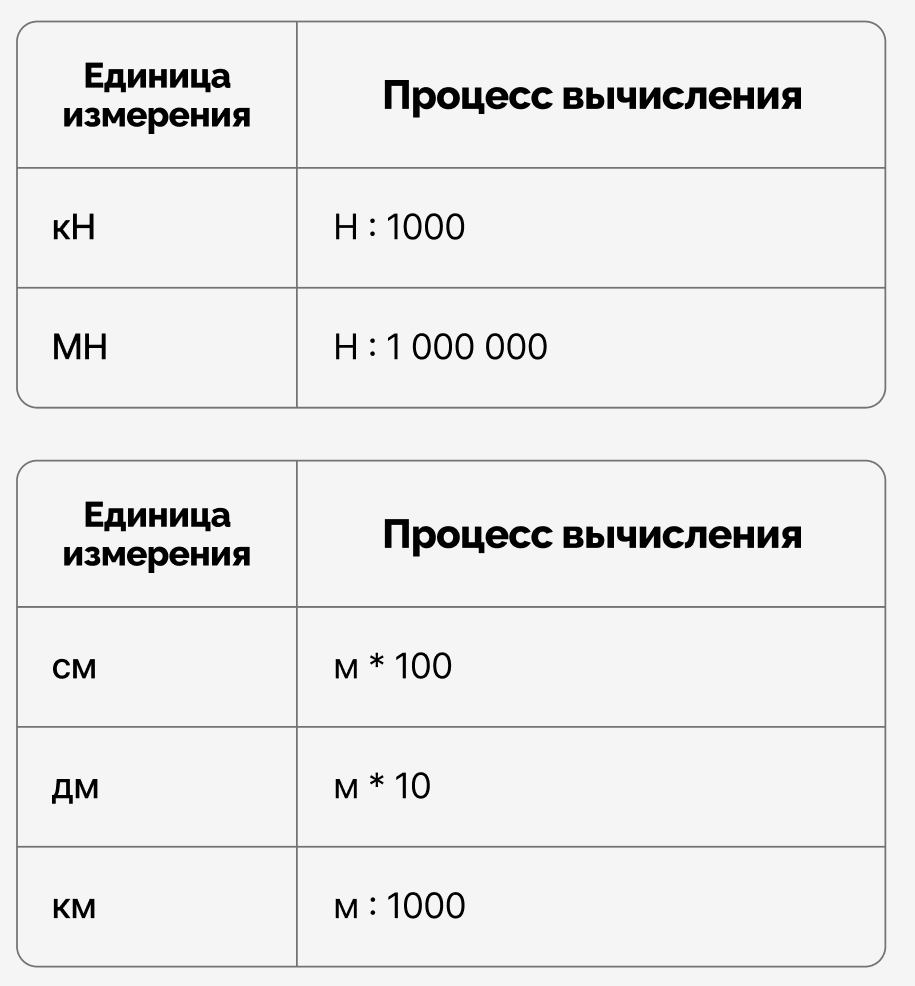 Единица
измерения
Процесс вычисления
кН
Н : 1000
МН
Н : 1 000 000
Единица
измерения
Процесс вычисления
см
м * 100
дм
м * 10
км
м : 1000